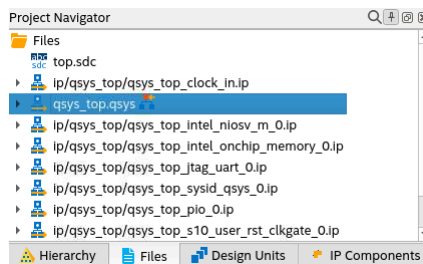 Project Navigator
Files
abc
sdc top.sdc
ip/qsys_top/qsys_top_clock_in.ip
qsys_top.qsys
ip/qsys_top/qsys_top_intel_niosv_m_0.ip
ip/qsys_top/qsys_top_intel_onchip_memory_0.ip
ip/qsys_top/qsys_top_jtag_uart_0.ip
ip/qsys_top/qsys_top_sysid_qsys_0.ip
ip/qsys_top/qsys_top_pio_0.ip
ip/qsys_top/qsys_top_s10_user_rst_clkgate_0.ip
Hierarchy Files Design Units IP Components